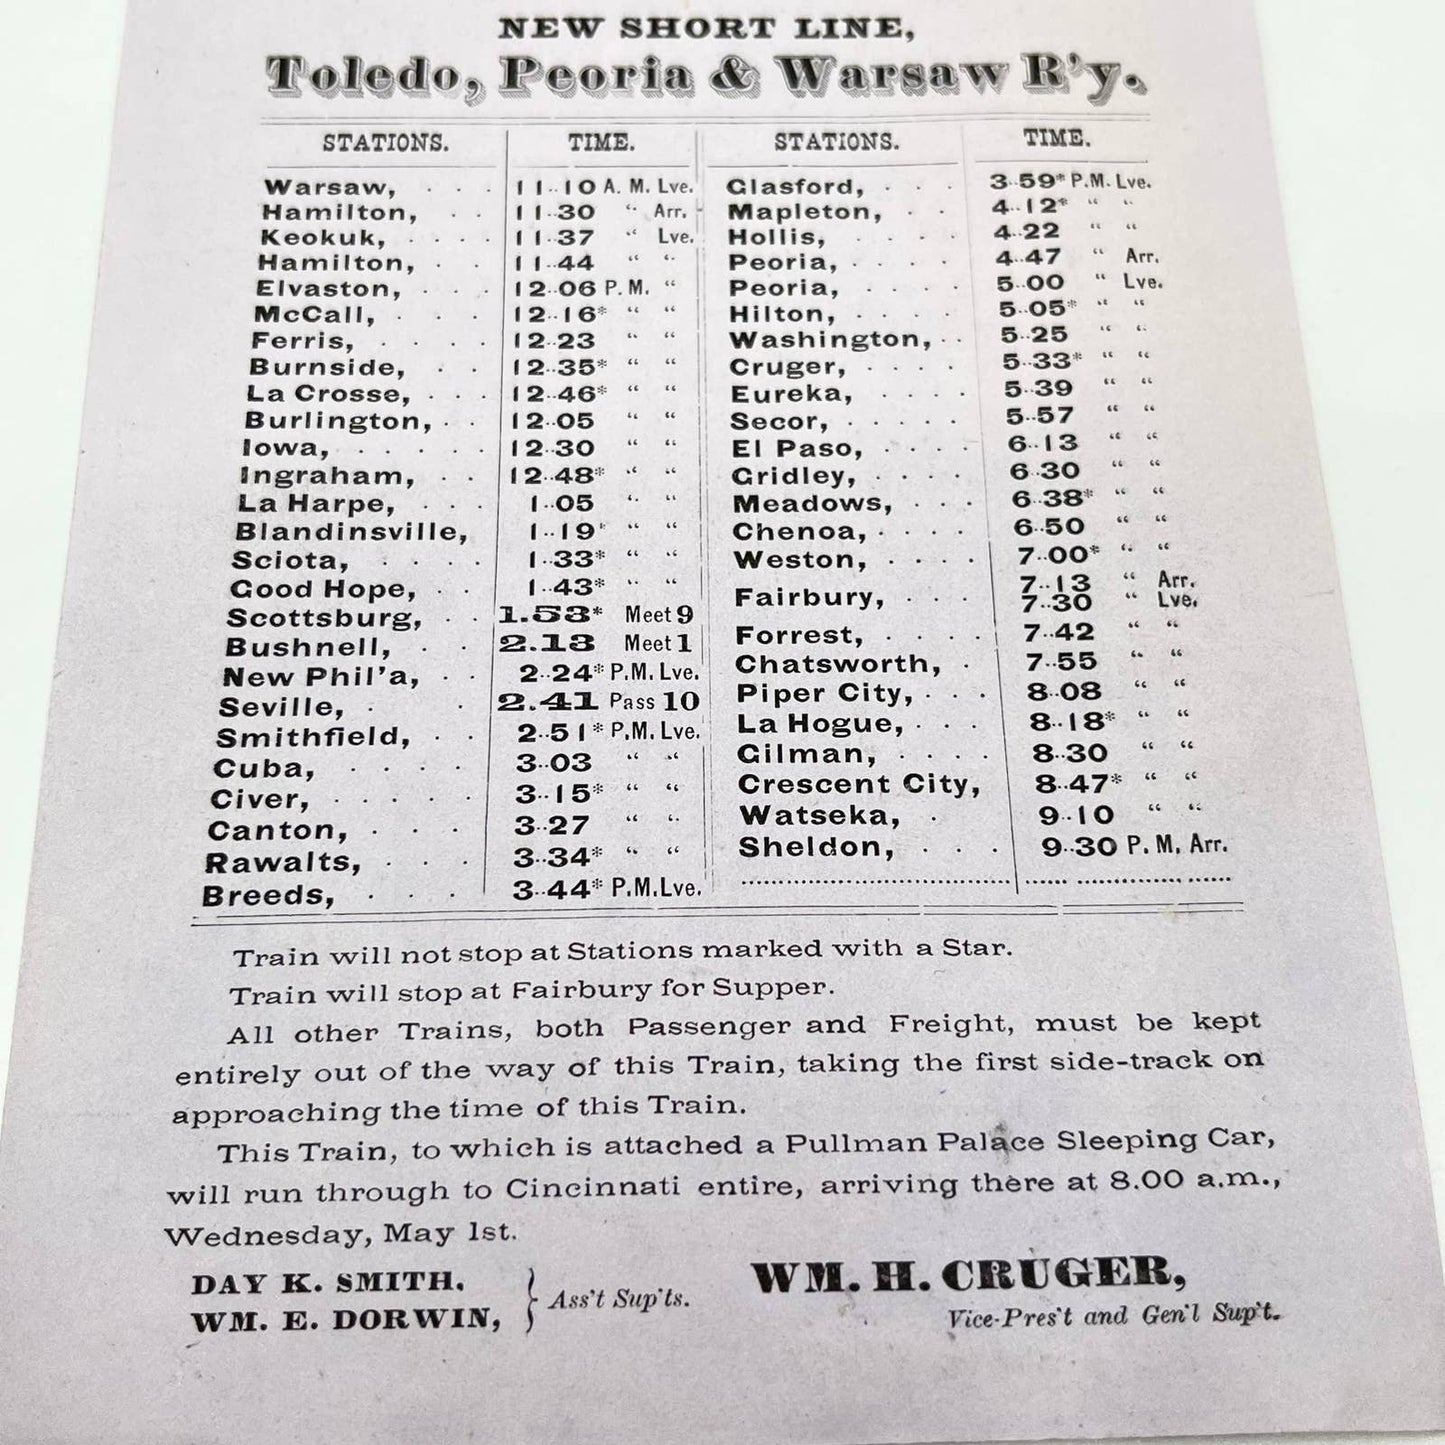 NEW SHORT LINE,
Toledo, Peoria & Warsaw R'y.
STATIONS. TIME.
Warsaw, . . . 11..10 A. M. Lve.
Hamilton, . . 11..30 " Arr.
Keokuk, . . . . 11..37 " Lve.
Hamilton, . . 11..44 " "
Elvaston, . . . 12..06 P. M. "
McCall, . . . 12..16* " "
Ferris, . . . . 12..23 " "
Burnside, . . 12..35* " "
La Crosse, . . . 12..46* " "
Burlington, . . 12..05 " "
Iowa, . . . . 12..30 " "
Ingraham, . . 12..48* " "
La Harpe, . . . 1..05 " "
Blandinsville, 1..19* " "
Sciota, . . . . 1..33* " "
Good Hope, . . 1..43* " "
Scottsburg, . . 1.53* Meet 9
Bushnell, . . 2.13 Meet 1
New Phil'a, . . 2..24* P.M. Lve.
Seville, . . 2.41 Pass 10
Smithfield, . . 2..51* P.M. Lve.
Cuba, . . . . 3..03 " "
Civer, . . . . . 3..15* " "
Canton, . . . 3..27 " "
Rawalts, . . . 3..34* " "
Breeds, . . . 3..44* P.M.Lve.
STATIONS. TIME.
Glasford, . . . 3..59* P.M. Lve.
Mapleton, . . 4..12* " "
Hollis, . . . . 4..22 " "
Peoria, . . . . 4..47 " Arr.
Peoria, . . . . 5..00 " Lve.
Hilton, . . . . 5..05* " "
Washington, . . 5..25 " "
Cruger, . . . . 5..33* " "
Eureka, . . . . 5..39 " "
Secor, . . . . . 5..57 " "
El Paso, . . . . 6..13 " "
Gridley, . . . . 6..30 " "
Meadows, . . . 6..38* " "
Chenoa, . . . . 6..50 " "
Weston, . . . . 7..00* " "
Fairbury, . . . 7..13 " Arr.
7..30 " Lve.
Forrest, . . . . 7..42 " "
Chatsworth, . 7..55 " "
Piper City, . . . 8..08 " "
La Hogue, . . . 8..18* " "
Gilman, . . . . 8..30 " "
Crescent City, 8..47* " "
Watseka, . 9..10 " "
Sheldon, . . . 9..30 P. M. Arr.
Train will not stop at Stations marked with a Star.
Train will stop at Fairbury for Supper.
All other Trains, both Passenger and Freight, must be kept
entirely out of the way of this Train, taking the first side-track on
approaching the time of this Train.
This Train, to which is attached a Pullman Palace Sleeping Car,
will run through to Cincinnati entire, arriving there at 8.00 a.m.,
Wednesday, May 1st.
DAY K. SMITH,
WM. E. DORWIN, } Ass't Sup'ts.
WM. H. CRUGER,
Vice-Pres't and Gen'l Sup't.